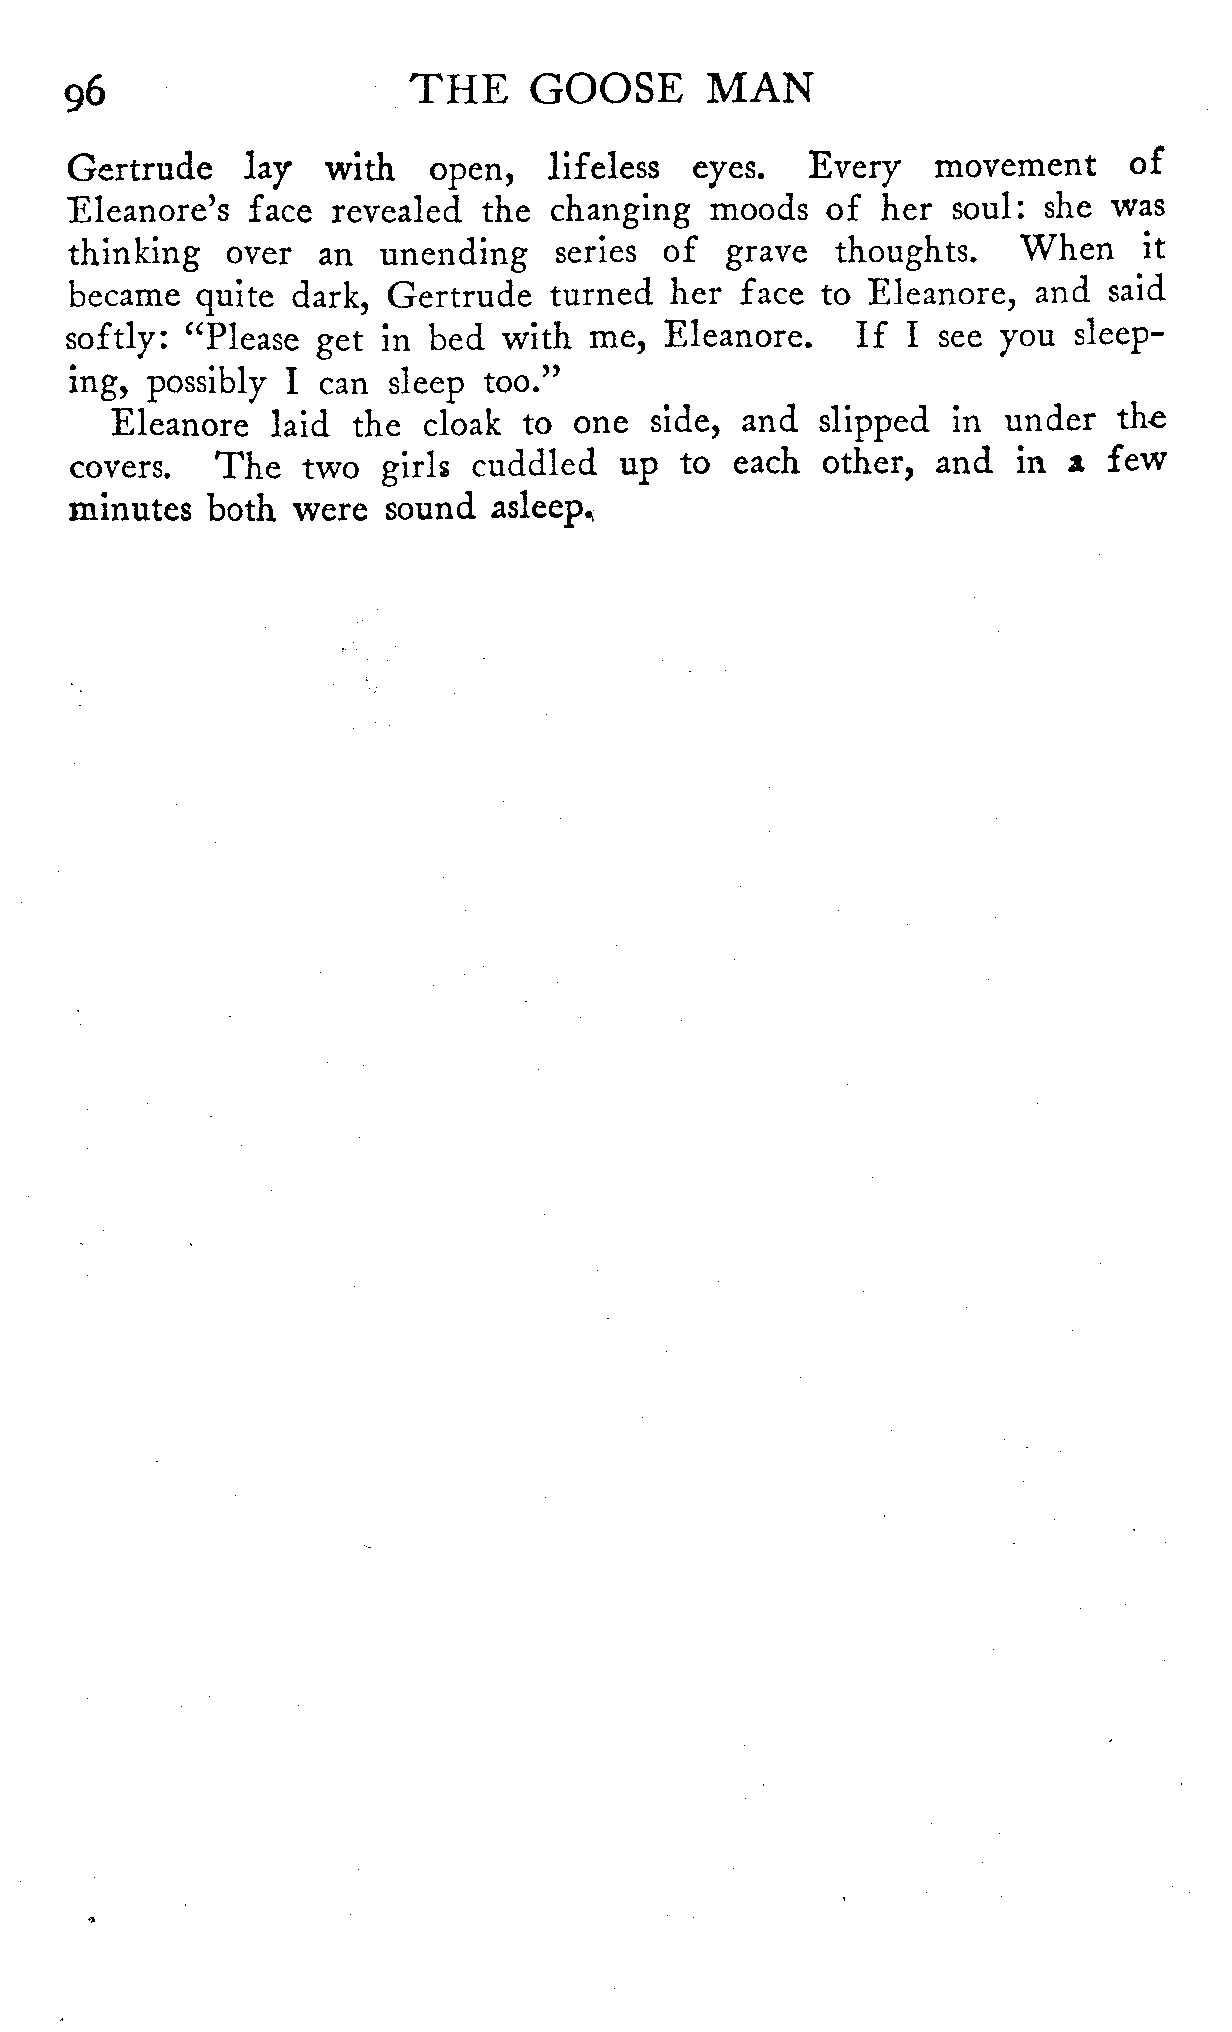 96 THE GOOSE MAN
Gertrude lay with open, lifeless eyes. Every movement of
Eleanore's face revealed the changing moods of her soul: she was
thinking over an unending series of grave thoughts. When it
became quite dark, Gertrude turned her face to Eleanore, and said
softly: "Please get in bed with me, Eleanore. If I see you sleep-
ing, possibly I can sleep too."
Eleanore laid the cloak to one side, and slipped in under the
covers. The two girls cuddled up to each other, and in a few
minutes both were sound asleep.